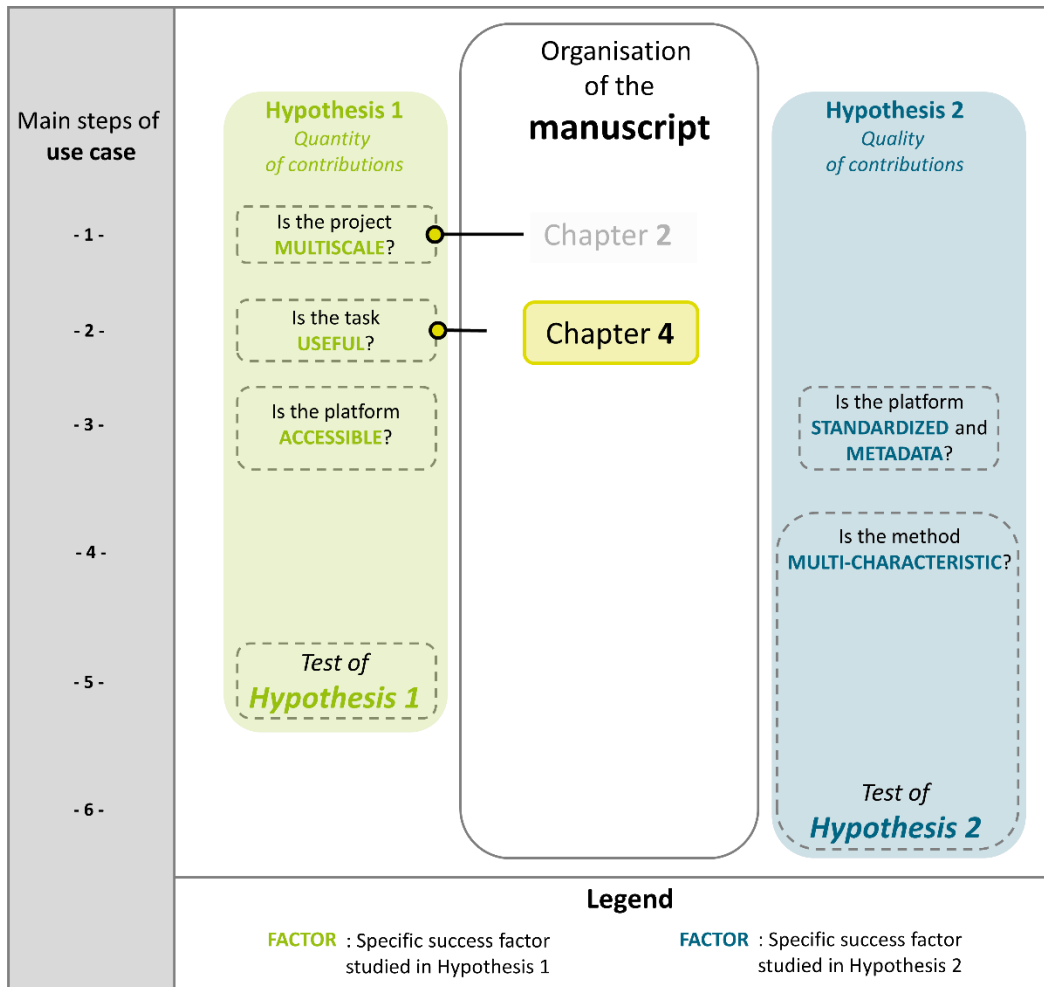 Main steps of
use case
- 1 -
- 2 -
- 3 -
- 4 -
- 5 -
- 6 -
Hypothesis 1
Quantity
of contributions
Is the project
MULTISCALE?
Is the task
USEFUL?
Is the platform
ACCESSIBLE?
Test of
Hypothesis 1
Organisation
of the
manuscript
Chapter 2
Chapter 4
Hypothesis 2
Quality
of contributions
Is the platform
STANDARDIZED and
METADATA?
Is the method
MULTI-CHARACTERISTIC?
Test of
Hypothesis 2
Legend
FACTOR : Specific success factor
studied in Hypothesis 1
FACTOR : Specific success factor
studied in Hypothesis 2